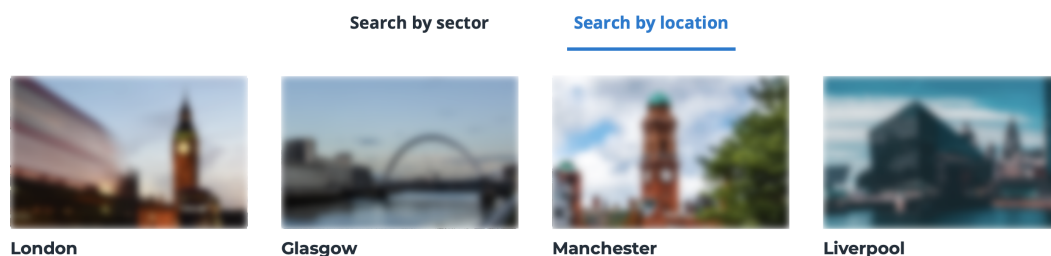 Search by sector
Search by location
London
Glasgow
Manchester
Liverpool